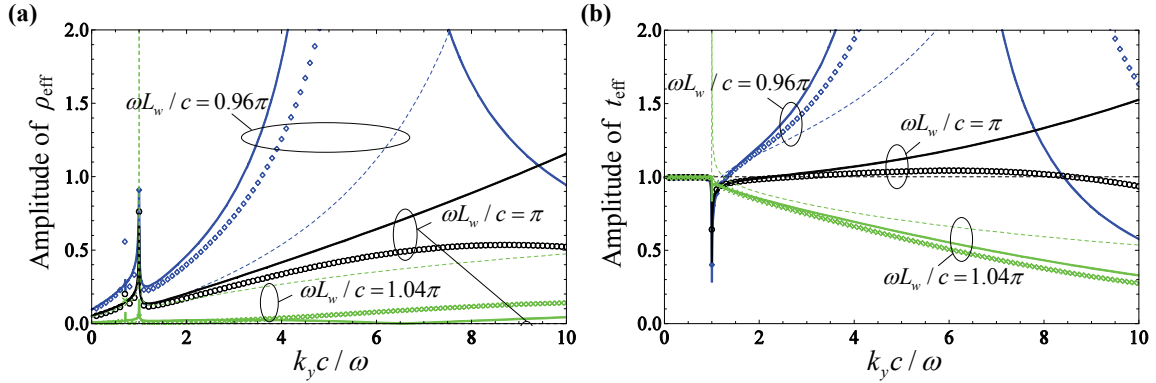 (a)
(b)
Amplitude of ρeff
2.0
1.5
1.0
0.5
0.0
ωLw / c = 0.96π
ωLw / c = π
ωLw / c = 1.04π
0 2 4 6 8 10
kyc / ω
Amplitude of teff
2.0
1.5
1.0
0.5
0.0
ωLw / c = 0.96π
ωLw / c = π
ωLw / c = 1.04π
0 2 4 6 8 10
kyc / ω